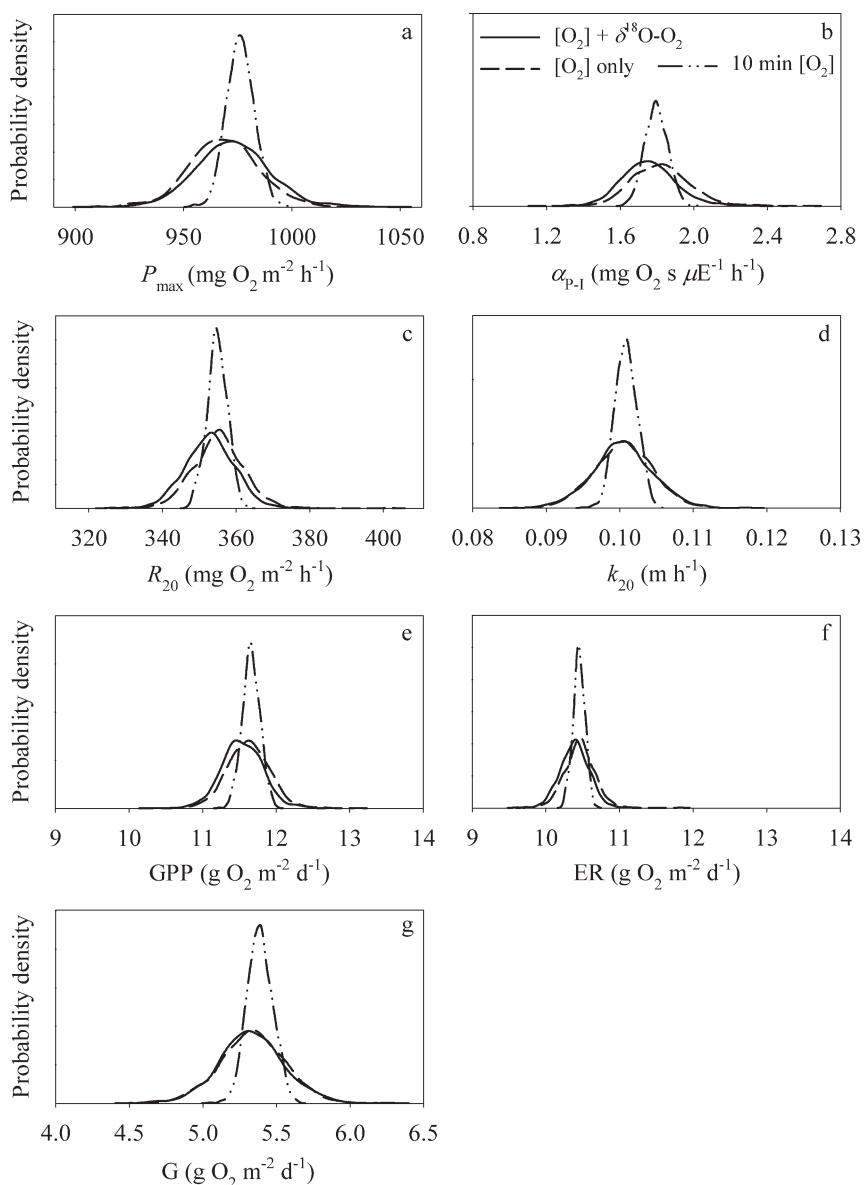 a
Probability density
900 950 1000 1050
Pmax (mg O2 m-2 h-1)
b
[O2] + δ18O-O2
[O2] only 10 min [O2]
0.8 1.2 1.6 2.0 2.4 2.8
αP-I (mg O2 s μE-1 h-1)
c
Probability density
320 340 360 380 400
R20 (mg O2 m-2 h-1)
d
0.08 0.09 0.10 0.11 0.12 0.13
k20 (m h-1)
e
Probability density
9 10 11 12 13 14
GPP (g O2 m-2 d-1)
f
9 10 11 12 13 14
ER (g O2 m-2 d-1)
g
Probability density
4.0 4.5 5.0 5.5 6.0 6.5
G (g O2 m-2 d-1)